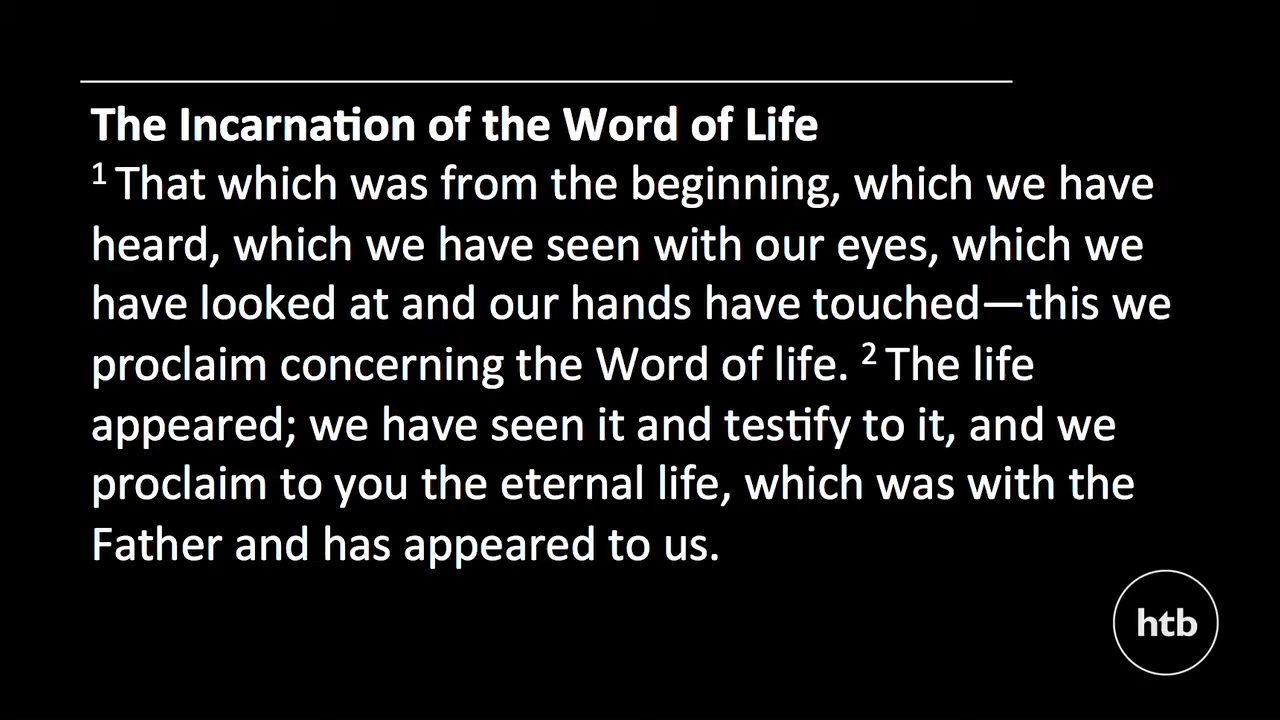 The Incarnation of the Word of Life
¹ That which was from the beginning, which we have
heard, which we have seen with our eyes, which we
have looked at and our hands have touched—this we
proclaim concerning the Word of life. ² The life
appeared; we have seen it and testify to it, and we
proclaim to you the eternal life, which was with the
Father and has appeared to us.
htb